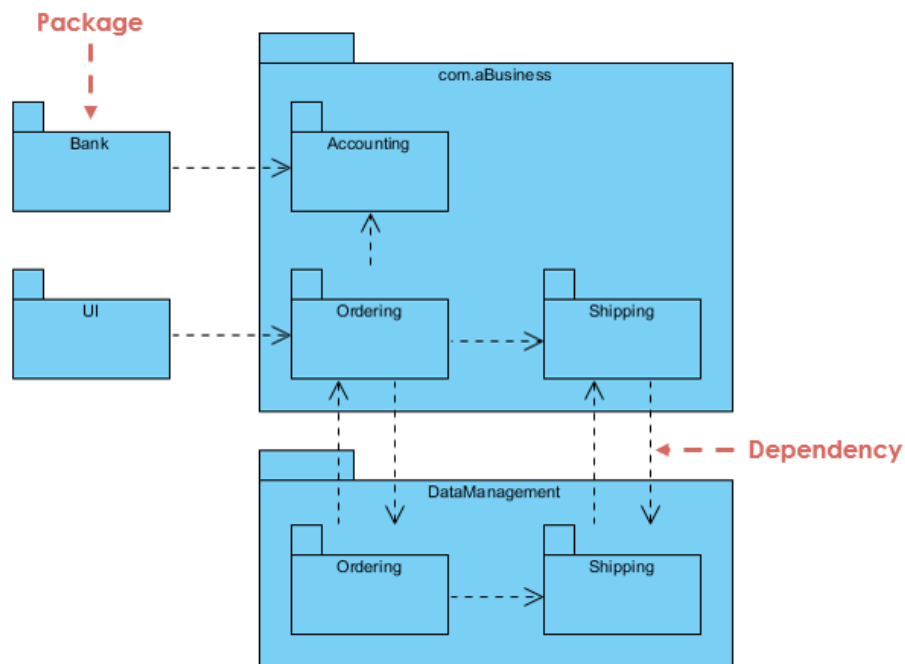 Package
com.aBusiness
Bank
Accounting
UI
Ordering
Shipping
Dependency
DataManagement
Ordering
Shipping